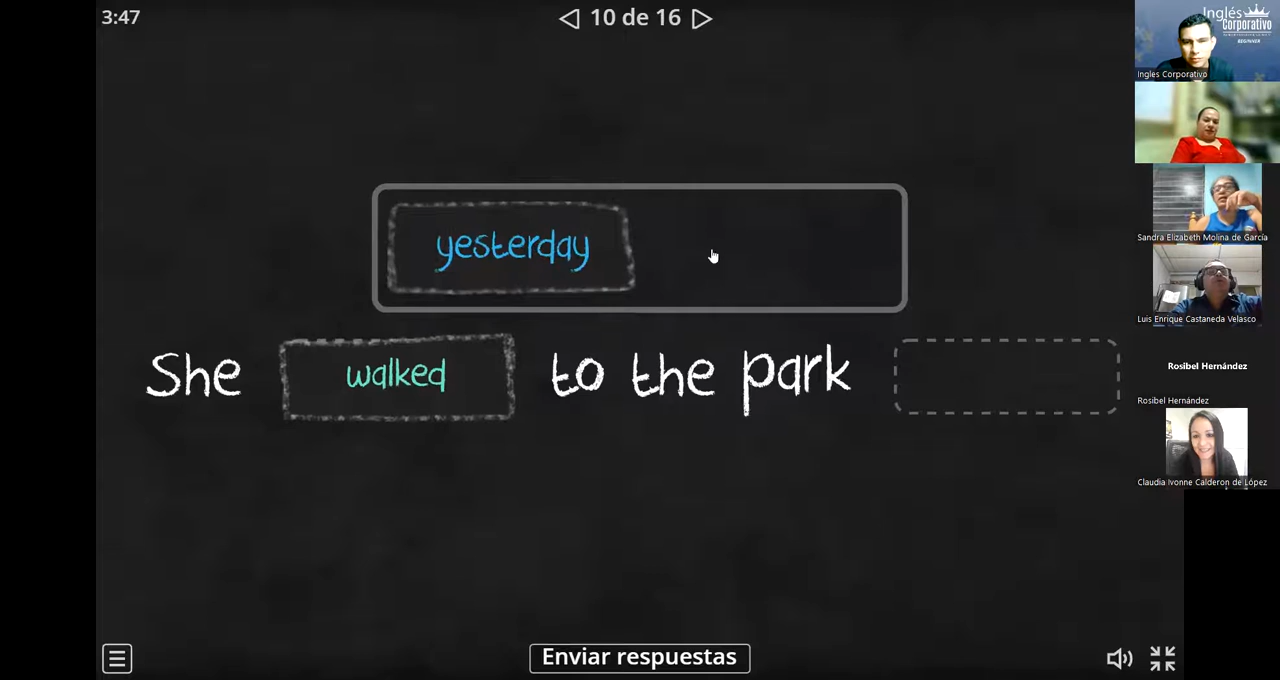 3:47
10 de 16
yesterday
She walked to the park
Enviar respuestas
Inglés
Corporativo
BEGINNER
Ingles Corporativo
Sandra Elizabeth Molina de García
Luis Enrique Castaneda Velasco
Rosibel Hernández
Rosibel Hernández
Claudia Ivonne Calderon de López